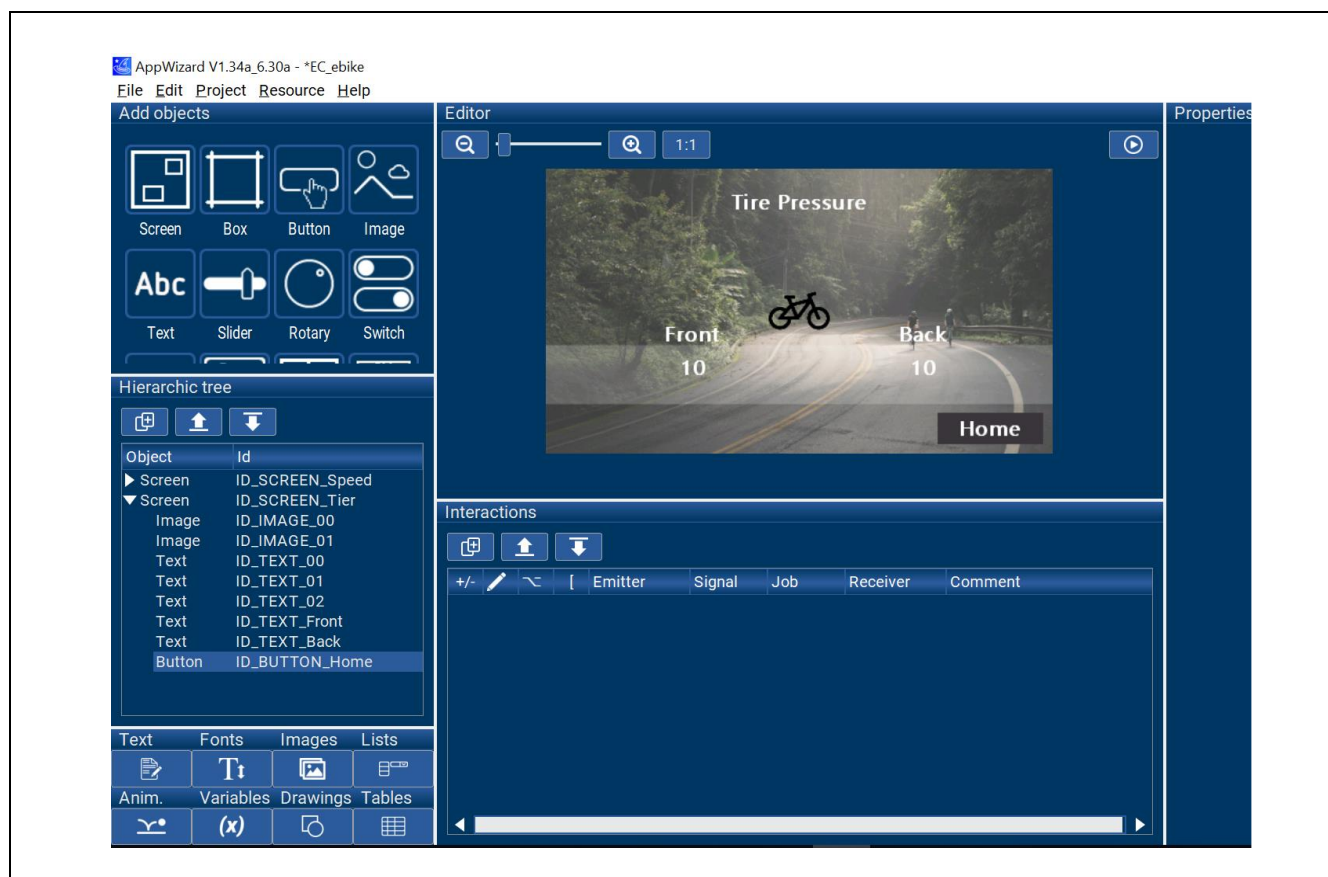 AppWizard V1.34a_6.30a - *EC_ebike
File Edit Project Resource Help
Add objects
Screen Box Button Image
Abc
Text Slider Rotary Switch
Hierarchic tree
Object Id
Screen ID_SCREEN_Speed
Screen ID_SCREEN_Tier
Image ID_IMAGE_00
Image ID_IMAGE_01
Text ID_TEXT_00
Text ID_TEXT_01
Text ID_TEXT_02
Text ID_TEXT_Front
Text ID_TEXT_Back
Button ID_BUTTON_Home
Text Fonts Images Lists
Anim. Variables Drawings Tables
(x)
Editor
1:1
Tire Pressure
Front Back
10 10
Home
Interactions
+/- [ Emitter Signal Job Receiver Comment
Properties